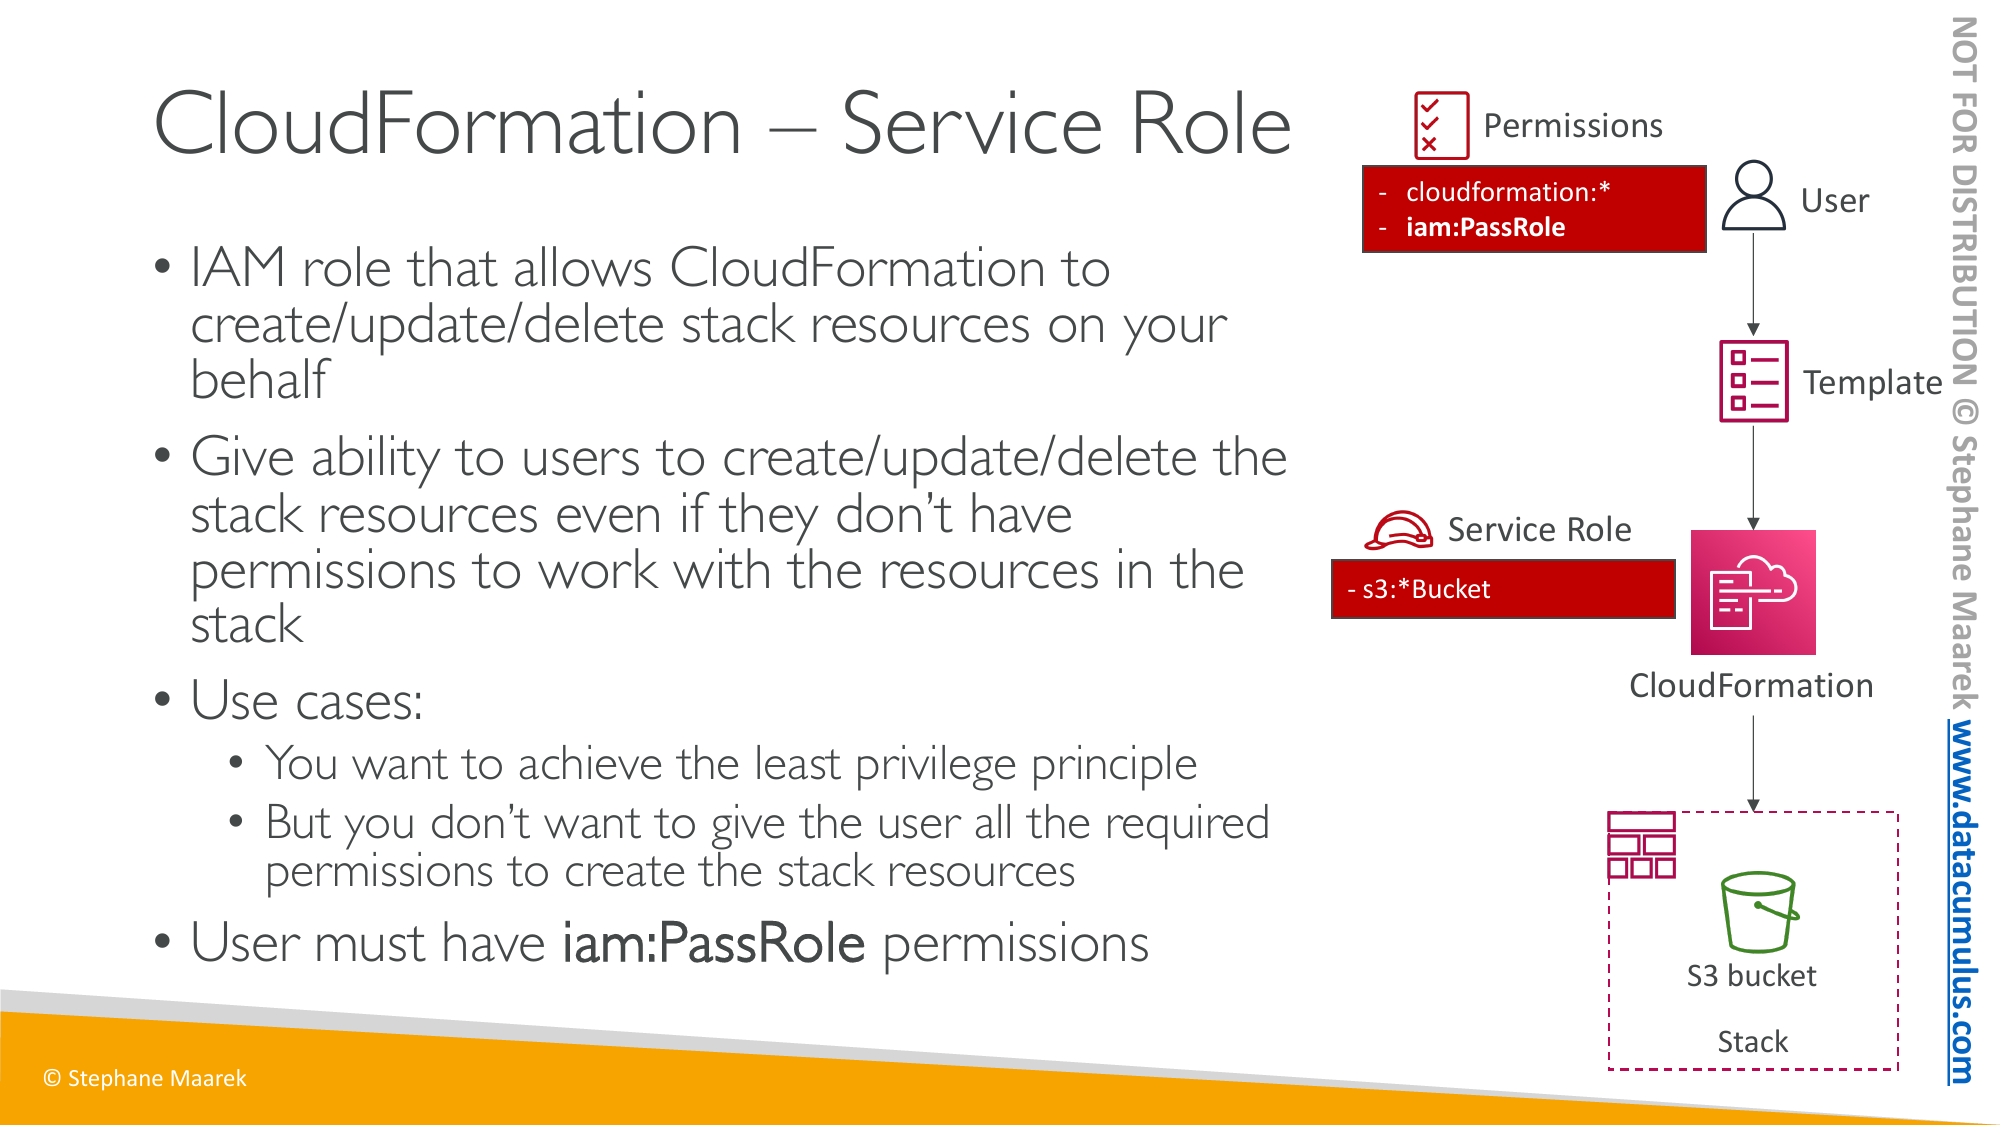 CloudFormation – Service Role
• IAM role that allows CloudFormation to
create/update/delete stack resources on your
behalf
• Give ability to users to create/update/delete the
stack resources even if they don’t have
permissions to work with the resources in the
stack
• Use cases:
• You want to achieve the least privilege principle
• But you don’t want to give the user all the required
permissions to create the stack resources
• User must have iam:PassRole permissions
Permissions
- cloudformation:*
- iam:PassRole
User
Template
Service Role
- s3:*Bucket
CloudFormation
S3 bucket
Stack
© Stephane Maarek
NOT FOR DISTRIBUTION © Stephane Maarek www.datacumulus.com